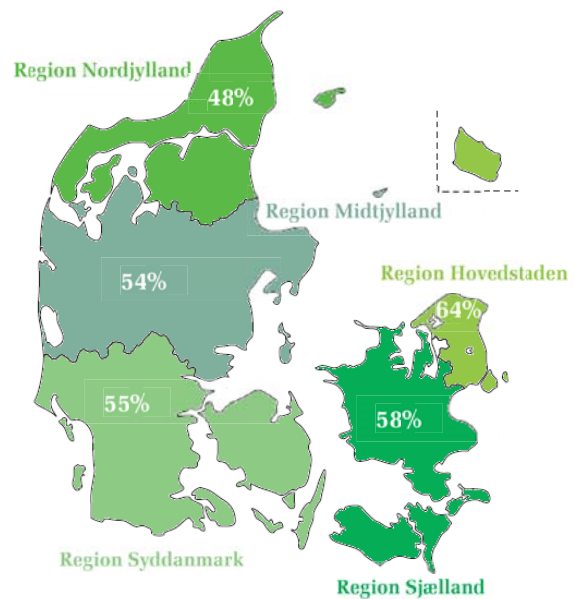 Region Nordjylland
48%
Region Midtjylland
54%
Region Hovedstaden
64%
55%
58%
Region Syddanmark
Region Sjælland